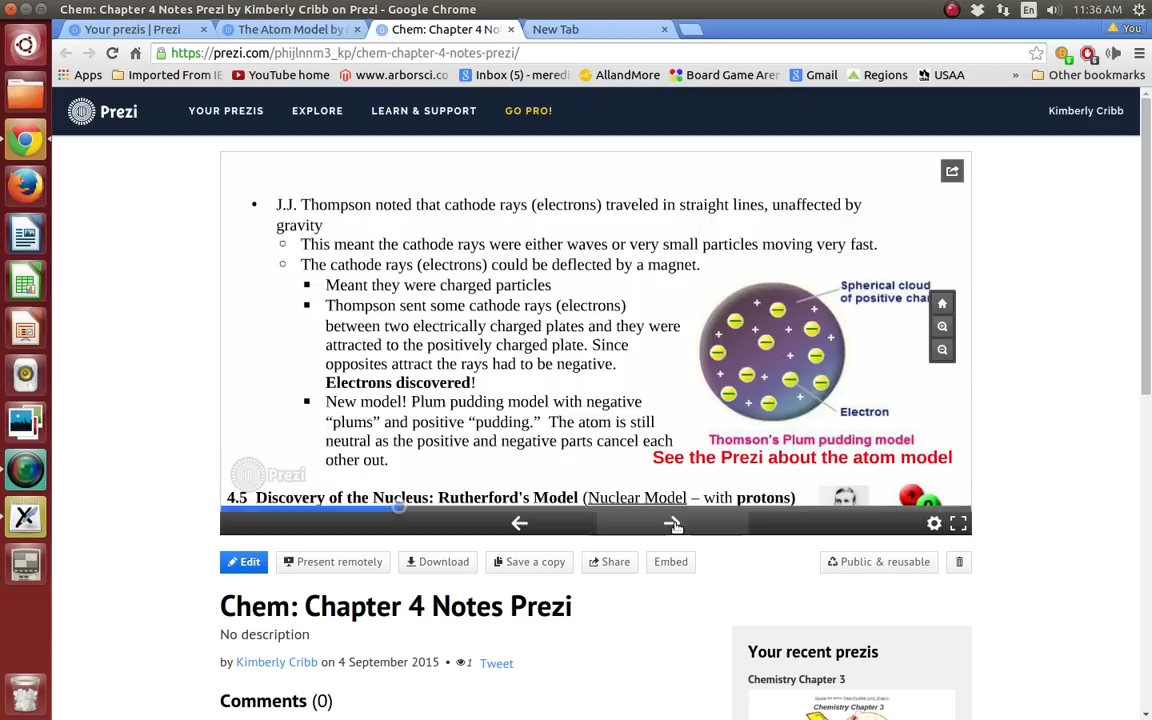 Chem: Chapter 4 Notes Prezi by Kimberly Cribb on Prezi - Google Chrome
En
11:36 AM
Your prezis | Prezi
The Atom Model by
Chem: Chapter 4 No
New Tab
You
https://prezi.com/phijlnnm3_kp/chem-chapter-4-notes-prezi/
Apps
Imported From IE
YouTube home
www.arborsci.co
Inbox (5) - mered
AllandMore
Board Game Aren
Gmail
Regions
USAA
»
Other bookmarks
Prezi
YOUR PREZIS
EXPLORE
LEARN & SUPPORT
GO PRO!
Kimberly Cribb
• J.J. Thompson noted that cathode rays (electrons) traveled in straight lines, unaffected by
gravity
○ This meant the cathode rays were either waves or very small particles moving very fast.
○ The cathode rays (electrons) could be deflected by a magnet.
▪ Meant they were charged particles
▪ Thompson sent some cathode rays (electrons)
between two electrically charged plates and they were
attracted to the positively charged plate. Since
opposites attract the rays had to be negative.
Electrons discovered!
▪ New model! Plum pudding model with negative
“plums” and positive “pudding.”  The atom is still
neutral as the positive and negative parts cancel each
other out.
Spherical cloud
of positive char
Electron
Thomson's Plum pudding model
See the Prezi about the atom model
Prezi
4.5  Discovery of the Nucleus: Rutherford's Model (Nuclear Model – with protons)
Edit
Present remotely
Download
Save a copy
Share
Embed
Public & reusable
Chem: Chapter 4 Notes Prezi
No description
by Kimberly Cribb on 4 September 2015 • 1 Tweet
Comments (0)
Your recent prezis
Chemistry Chapter 3
Chemistry Chapter 3